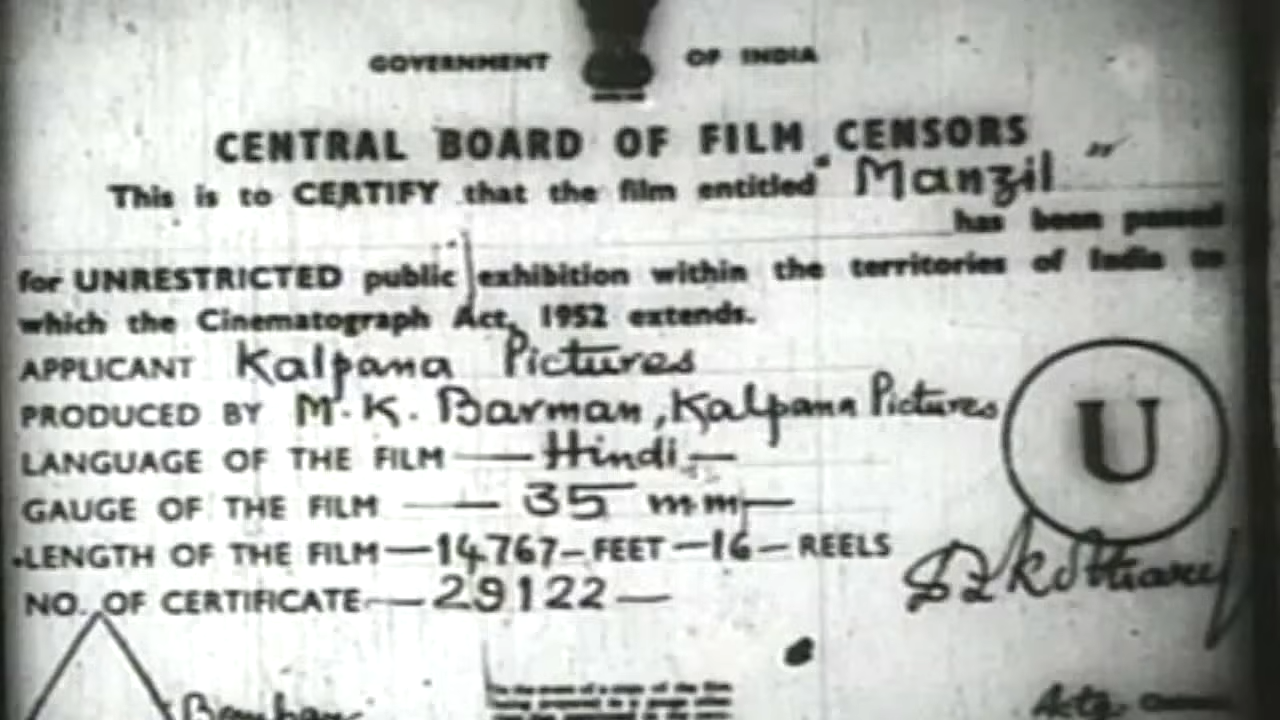 GOVERNMENT OF INDIA
CENTRAL BOARD OF FILM CENSORS
This is to CERTIFY that the film entitled "Manzil"
has been passed
for UNRESTRICTED public exhibition within the territories of India to
which the Cinematograph Act, 1952 extends.
APPLICANT Kalpana Pictures
PRODUCED BY M.K. Barman, Kalpana Pictures
LANGUAGE OF THE FILM — Hindi —
GAUGE OF THE FILM — 35 mm —
LENGTH OF THE FILM — 14767 — FEET — 16 — REELS
NO. OF CERTIFICATE — 29122 —
U
Bombay